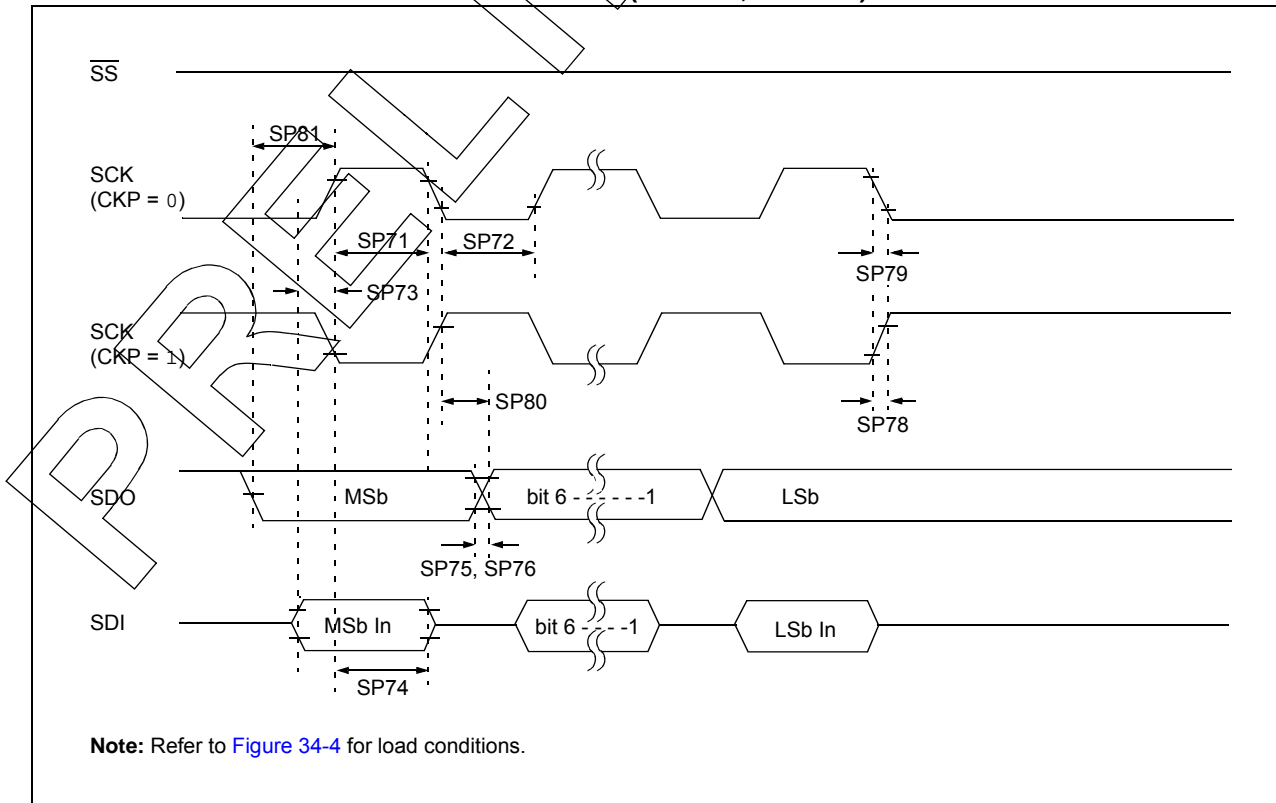 SS
SP81
SCK
(CKP = 0)
SP71
SP72
SP79
SP73
SCK
(CKP = 1)
SP80
SP78
SDO
MSb
bit 6 - - - - - -1
LSb
SP75, SP76
SDI
MSb In
bit 6 - - - -1
LSb In
SP74
Note: Refer to Figure 34-4 for load conditions.
PREL